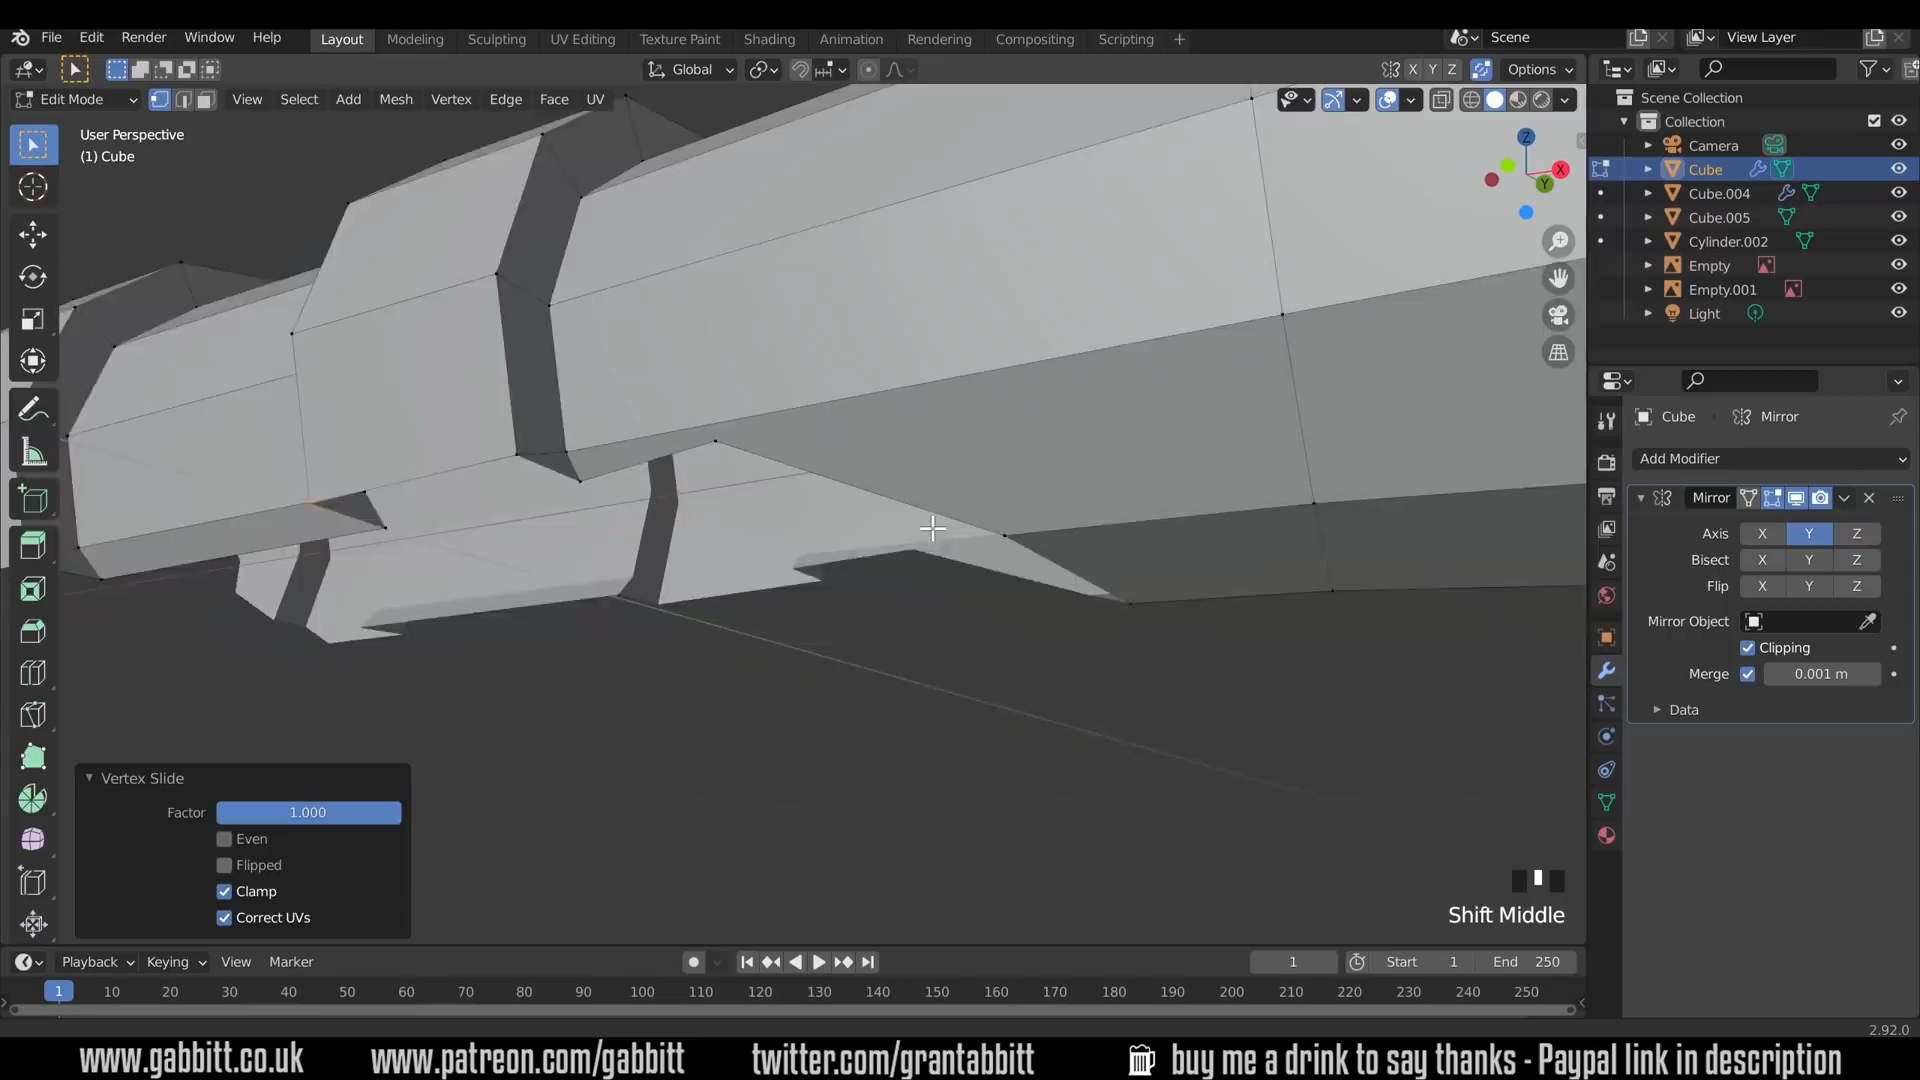 File Edit Render Window Help
Layout Modeling Sculpting UV Editing Texture Paint Shading Animation Rendering Compositing Scripting +
Scene View Layer
Global X Y Z Options
Edit Mode View Select Add Mesh Vertex Edge Face UV
User Perspective
(1) Cube
Z
X
Y
Scene Collection
Collection
Camera
Cube
Cube.004
Cube.005
Cylinder.002
Empty
Empty.001
Light
Cube Mirror
Add Modifier
Mirror
Axis X Y Z
Bisect X Y Z
Flip X Y Z
Mirror Object
Clipping
Merge 0.001 m
Data
Vertex Slide
Factor 1.000
Even
Flipped
Clamp
Correct UVs
Shift Middle
Playback Keying View Marker 1 Start 1 End 250
1 10 20 30 40 50 60 70 80 90 100 110 120 130 140 150 160 170 180 190 200 210 220 230 240 250
2.92.0
www.gabbitt.co.uk www.patreon.com/gabbitt twitter.com/grantabbitt buy me a drink to say thanks - Paypal link in description